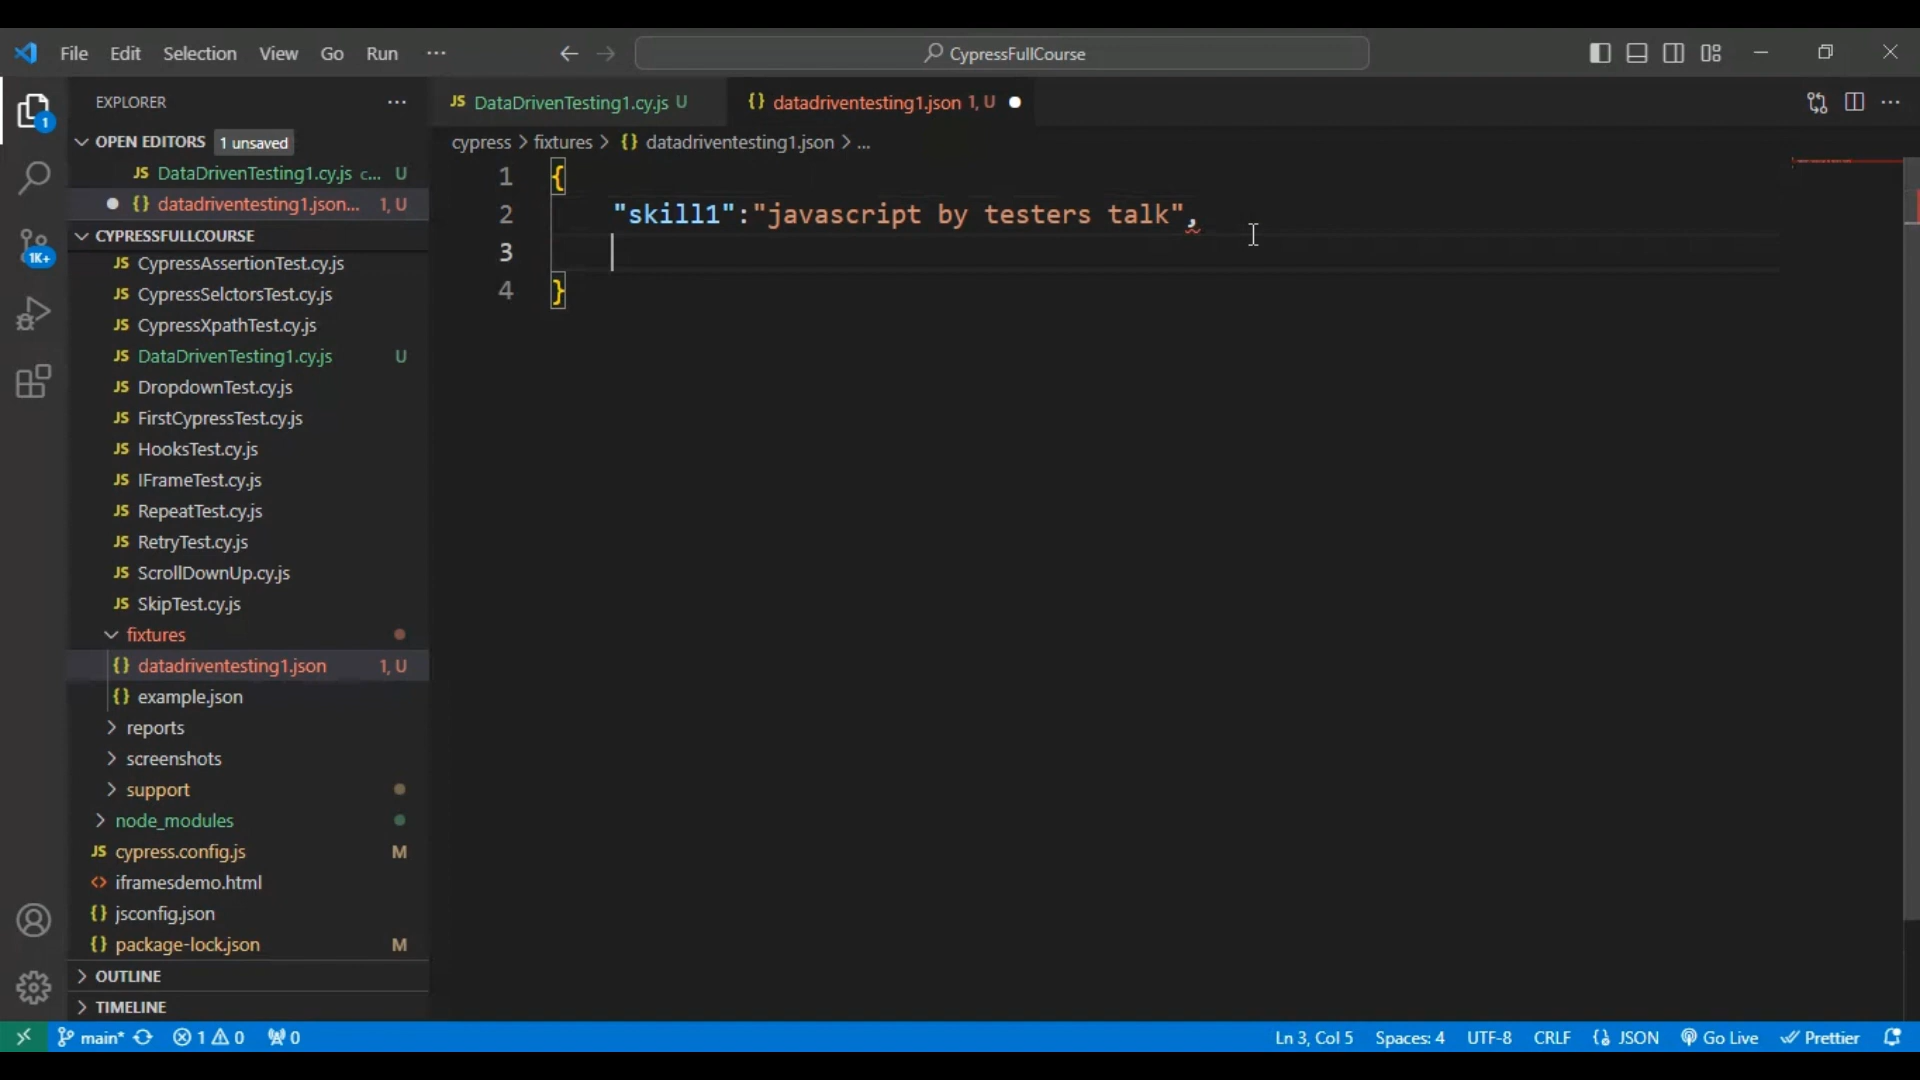 File Edit Selection View Go Run ··· CypressFullCourse
EXPLORER ···
OPEN EDITORS 1 unsaved
JS DataDrivenTesting1.cy.js c... U
{} datadriventesting1.json... 1, U
CYPRESSFULLCOURSE
JS CypressAssertionTest.cy.js
JS CypressSelctorsTest.cy.js
JS CypressXpathTest.cy.js
JS DataDrivenTesting1.cy.js U
JS DropdownTest.cy.js
JS FirstCypressTest.cy.js
JS HooksTest.cy.js
JS IFrameTest.cy.js
JS RepeatTest.cy.js
JS RetryTest.cy.js
JS ScrollDownUp.cy.js
JS SkipTest.cy.js
fixtures
{} datadriventesting1.json 1, U
{} example.json
reports
screenshots
support
node_modules
JS cypress.config.js M
<> iframesdemo.html
{} jsconfig.json
{} package-lock.json M
OUTLINE
TIMELINE
1
1K+
JS DataDrivenTesting1.cy.js U {} datadriventesting1.json 1, U ···
cypress > fixtures > {} datadriventesting1.json > ...
1 {
2 "skill1":"javascript by testers talk",
3
4 }
main* 1 0 0 Ln 3, Col 5 Spaces: 4 UTF-8 CRLF {} JSON Go Live Prettier